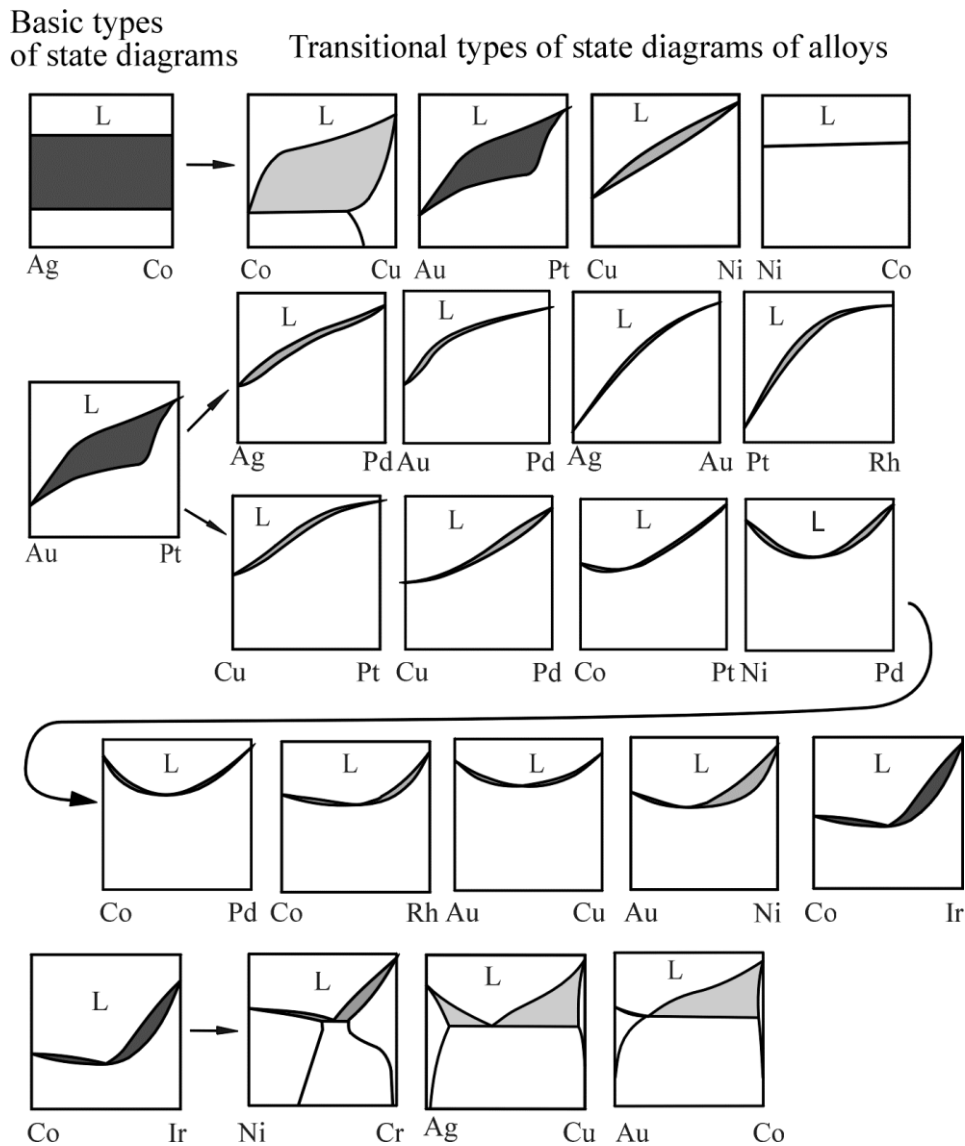 Basic types
of state diagrams
Transitional types of state diagrams of alloys
L L L L L
Ag Co Co Cu Au Pt Cu Ni Ni Co
L L L L
Ag Pd Au Pd Ag Au Pt Rh
L
Au Pt
L L L L
Cu Pt Cu Pd Co Pt Ni Pd
L L L L L
Co Pd Co Rh Au Cu Au Ni Co Ir
L L L L
Co Ir Ni Cr Ag Cu Au Co